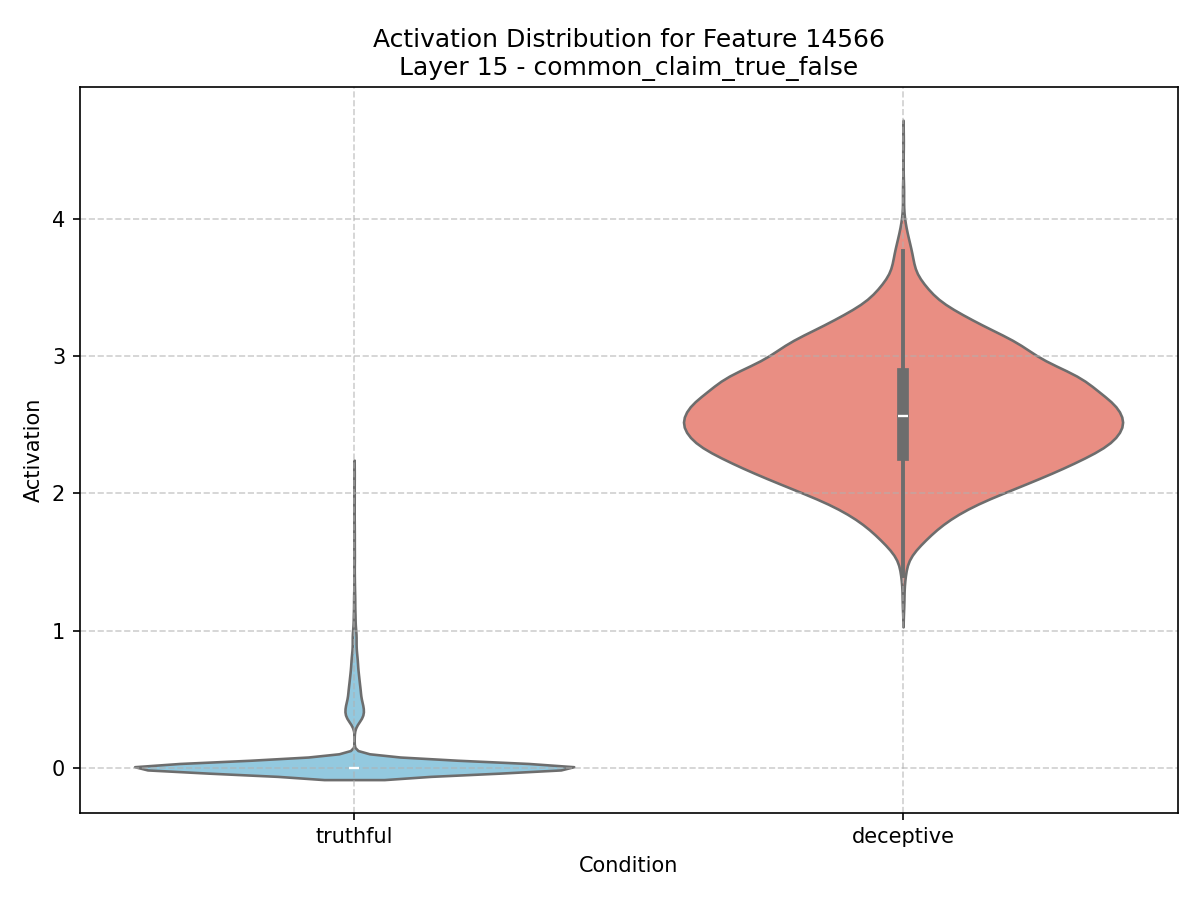 Activation Distribution for Feature 14566
Layer 15 - common_claim_true_false
Activation
4
3
2
1
0
truthful
deceptive
Condition